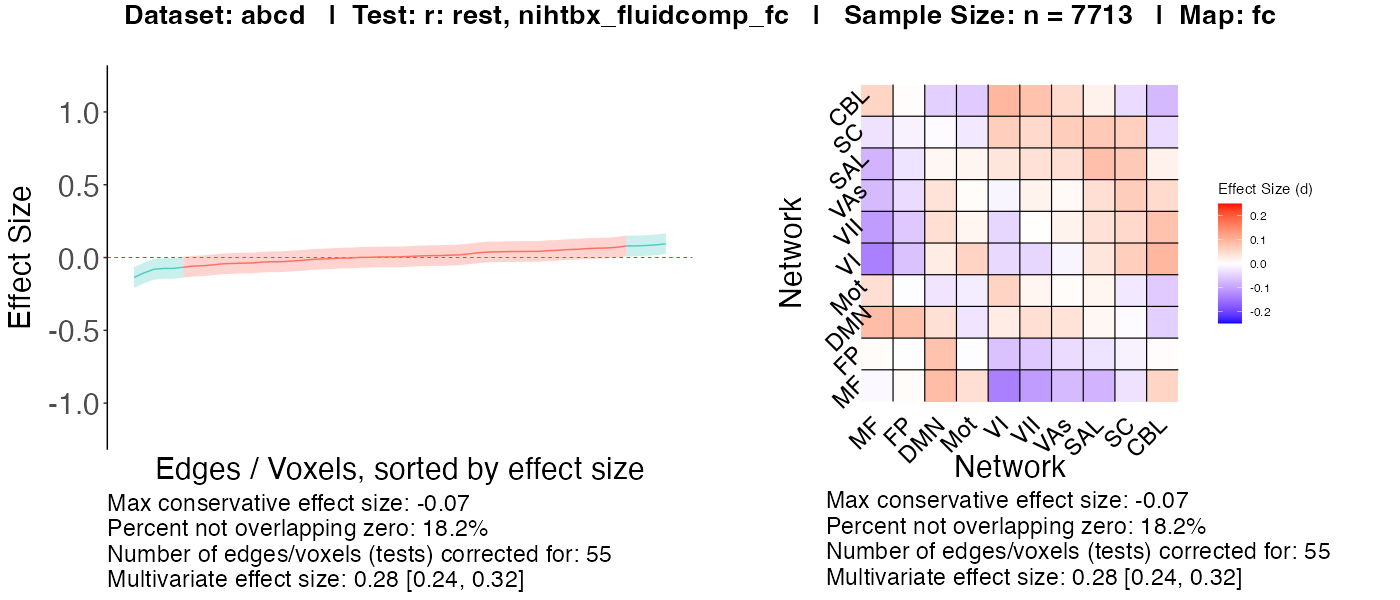 Dataset: abcd | Test: r: rest, nihtbx_fluidcomp_fc | Sample Size: n = 7713 | Map: fc
Effect Size
1.0
0.5
0.0
-0.5
-1.0
Edges / Voxels, sorted by effect size
Max conservative effect size: -0.07
Percent not overlapping zero: 18.2%
Number of edges/voxels (tests) corrected for: 55
Multivariate effect size: 0.28 [0.24, 0.32]
Network
CBL
SC
SAL
VAs
VII
VI
Mot
DMN
FP
MF
MF FP DMN Mot VI VII VAs SAL SC CBL
Network
Effect Size (d)
0.2
0.1
0.0
-0.1
-0.2
Max conservative effect size: -0.07
Percent not overlapping zero: 18.2%
Number of edges/voxels (tests) corrected for: 55
Multivariate effect size: 0.28 [0.24, 0.32]